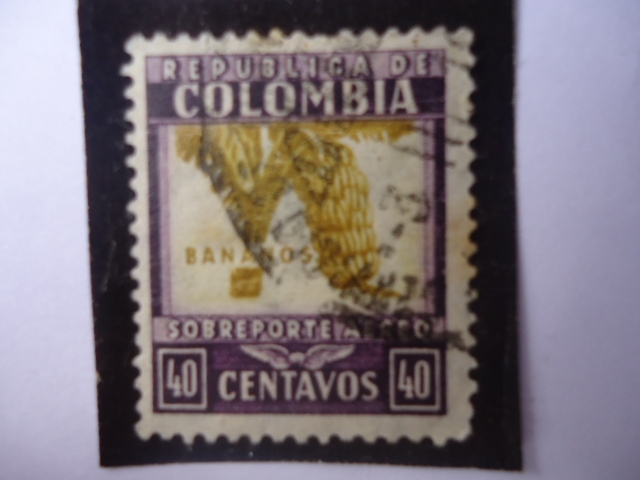 REPUBLICA DE
COLOMBIA
BANANOS
SOBREPORTE AEREO
40 CENTAVOS 40